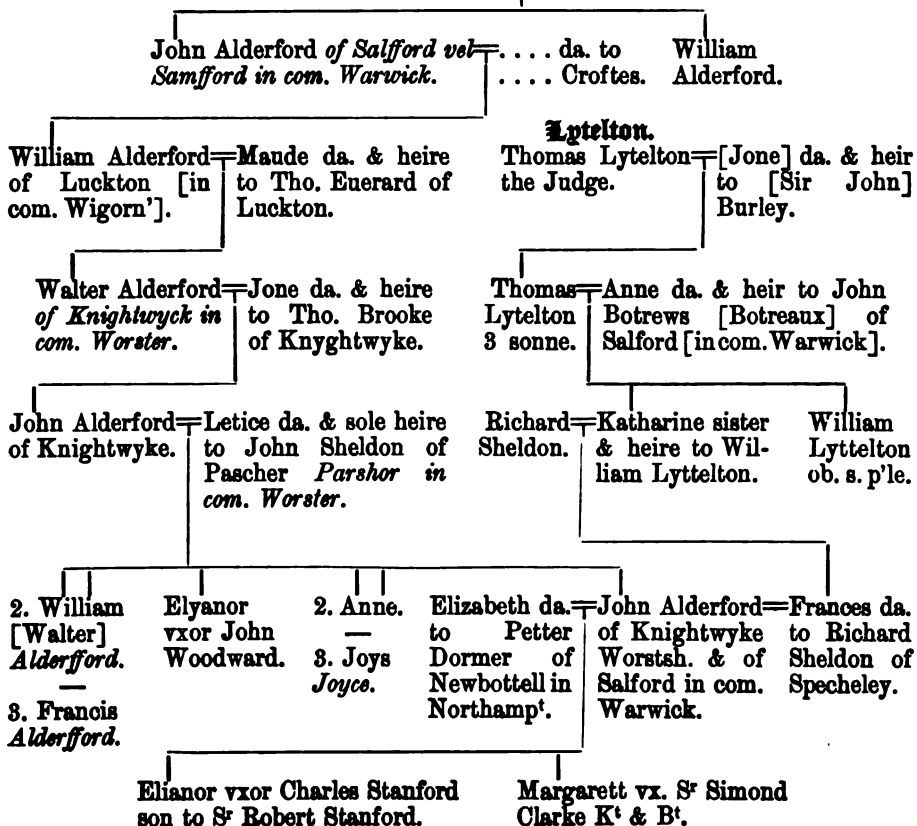 John Alderford of Salfford vel
Samfford in com. Warwick.
.... da. to
.... Croftes.
William
Alderford.
William Alderford
of Luckton [in
com. Wigorn'].
Maude da. & heire
to Tho. Euerard of
Luckton.
Lytelton.
Thomas Lytelton
the Judge.
[Jone] da. & heir
to [Sir John]
Burley.
Walter Alderford
of Knightwyck in
com. Worster.
Jone da. & heire
to Tho. Brooke
of Knyghtwyke.
Thomas
Lytelton
3 sonne.
Anne da. & heir to John
Botrews [Botreaux] of
Salford [in com. Warwick].
John Alderford
of Knightwyke.
Letice da. & sole heire
to John Sheldon of
Pascher Parshor in
com. Worster.
Richard
Sheldon.
Katharine sister
& heire to Wil-
liam Lyttelton.
William
Lyttelton
ob. s. p'le.
2. William
[Walter]
Alderfford.
—
3. Francis
Alderfford.
Elyanor
vxor John
Woodward.
2. Anne.
—
3. Joys
Joyce.
Elizabeth da.
to Petter
Dormer of
Newbottell in
Northampᵗ.
John Alderford
of Knightwyke
Worstsh. & of
Salford in com.
Warwick.
Frances da.
to Richard
Sheldon of
Specheley.
Elianor vxor Charles Stanford
son to Sʳ Robert Stanford.
Margarett vx. Sʳ Simond
Clarke Kᵗ & Bᵗ.